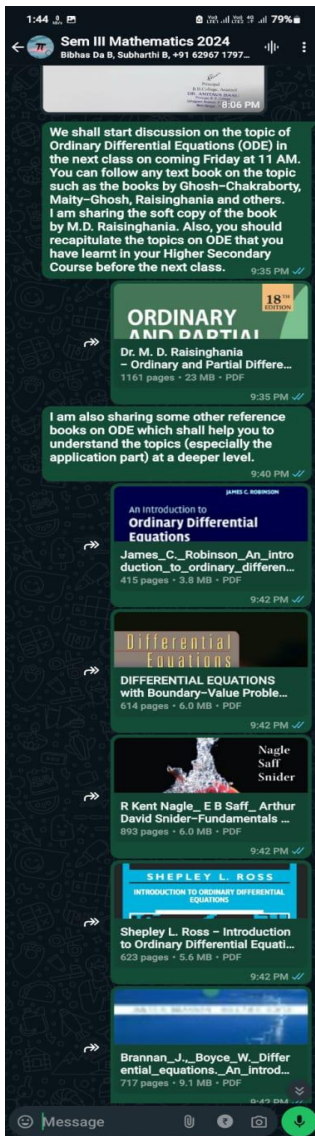 1:44
79%
Sem III Mathematics 2024
Bibhas Da B, Subharthi B, +91 62967 1797...
8:06 PM
We shall start discussion on the topic of
Ordinary Differential Equations (ODE) in
the next class on coming Friday at 11 AM.
You can follow any text book on the topic
such as the books by Ghosh-Chakraborty,
Maity-Ghosh, Raisinghania and others.
I am sharing the soft copy of the book
by M.D. Raisinghania. Also, you should
recapitulate the topics on ODE that you
have learnt in your Higher Secondary
Course before the next class.
9:35 PM
18TH
EDITION
ORDINARY
AND PARTIAL
Dr. M. D. Raisinghania
– Ordinary and Partial Differe...
1161 pages • 23 MB • PDF
9:35 PM
I am also sharing some other reference
books on ODE which shall help you to
understand the topics (especially the
application part) at a deeper level.
9:40 PM
JAMES C. ROBINSON
An Introduction to
Ordinary Differential
Equations
James_C._Robinson_An_intro
duction_to_ordinary_differen...
415 pages • 3.8 MB • PDF
9:42 PM
Differential
Equations
DIFFERENTIAL EQUATIONS
with Boundary-Value Proble...
614 pages • 6.0 MB • PDF
9:42 PM
Nagle
Saff
Snider
R Kent Nagle_ E B Saff_ Arthur
David Snider-Fundamentals ...
893 pages • 6.0 MB • PDF
9:42 PM
SHEPLEY L. ROSS
INTRODUCTION TO ORDINARY DIFFERENTIAL
EQUATIONS
Shepley L. Ross – Introduction
to Ordinary Differential Equati...
623 pages • 5.6 MB • PDF
9:42 PM
Brannan_J.,_Boyce_W._Differ
ential_equations._An_introd...
717 pages • 9.1 MB • PDF
9:42 PM
Message